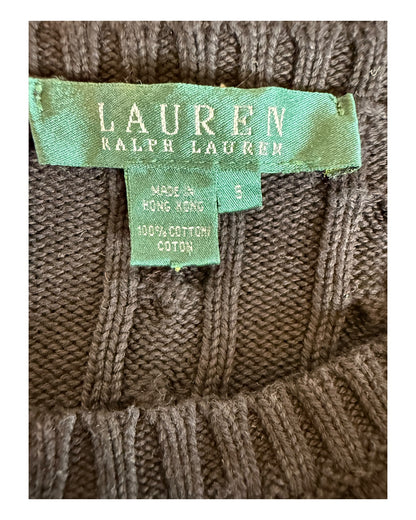 LAUREN
RALPH LAUREN
MADE IN
HONG KONG
S
100% COTTON/
COTON